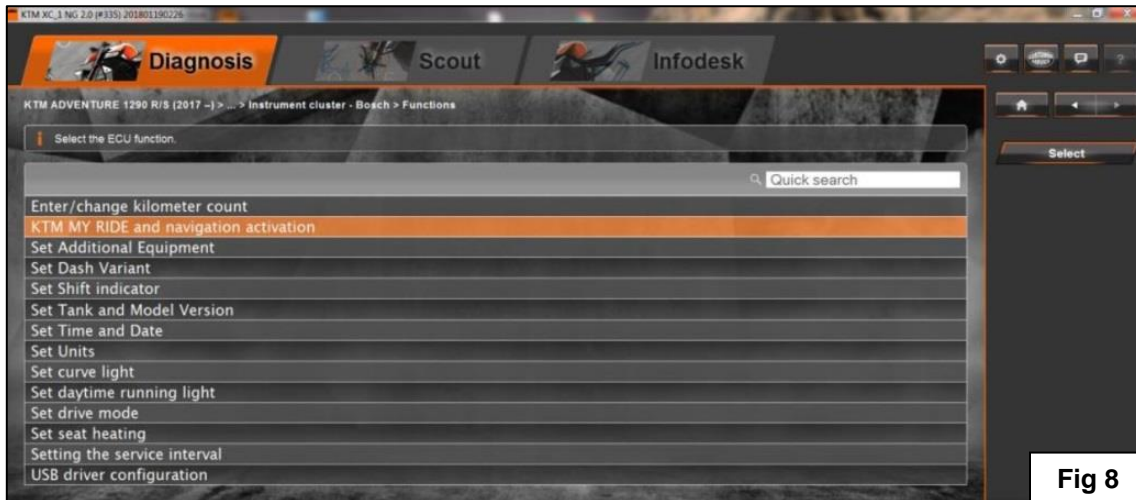 KTM XC_1 NG 2.0 (#335) 201801190226
Diagnosis
Scout
Infodesk
?
KTM ADVENTURE 1290 R/S (2017 –) > ... > Instrument cluster - Bosch > Functions
i Select the ECU function.
Select
Quick search
Enter/change kilometer count
KTM MY RIDE and navigation activation
Set Additional Equipment
Set Dash Variant
Set Shift indicator
Set Tank and Model Version
Set Time and Date
Set Units
Set curve light
Set daytime running light
Set drive mode
Set seat heating
Setting the service interval
USB driver configuration
Fig 8